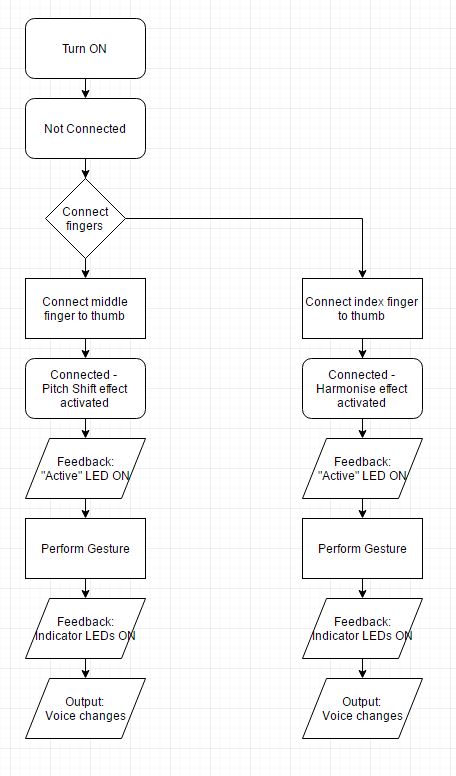 Turn ON
Not Connected
Connect
fingers
Connect middle
finger to thumb
Connected -
Pitch Shift effect
activated
Feedback:
"Active" LED ON
Perform Gesture
Feedback:
Indicator LEDs ON
Output:
Voice changes
Connect index finger
to thumb
Connected -
Harmonise effect
activated
Feedback:
"Active" LED ON
Perform Gesture
Feedback:
Indicator LEDs ON
Output:
Voice changes